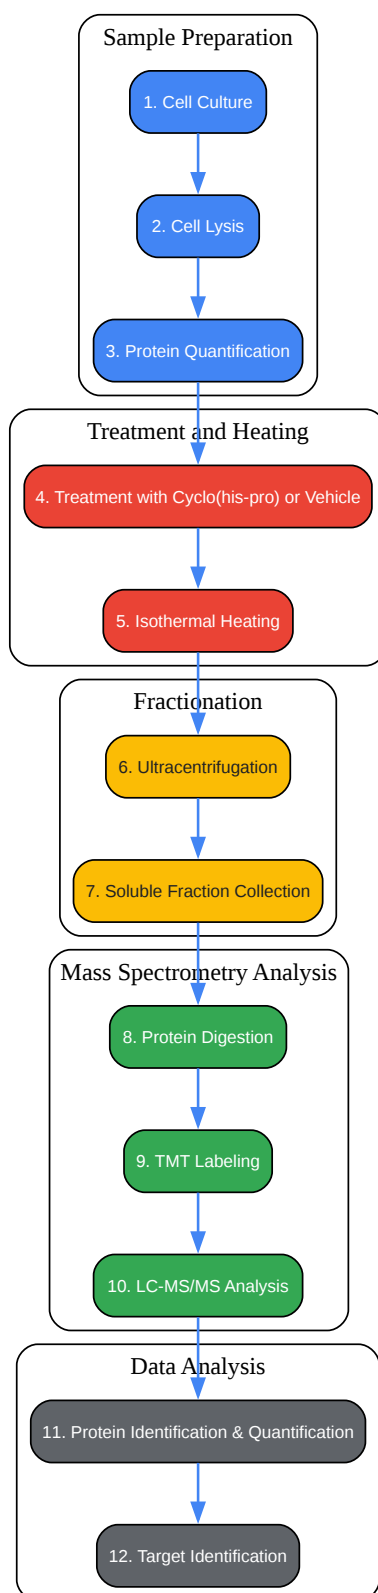 Sample Preparation
1. Cell Culture
2. Cell Lysis
3. Protein Quantification
Treatment and Heating
4. Treatment with Cyclo(his-pro) or Vehicle
5. Isothermal Heating
Fractionation
6. Ultracentrifugation
7. Soluble Fraction Collection
Mass Spectrometry Analysis
8. Protein Digestion
9. TMT Labeling
10. LC-MS/MS Analysis
Data Analysis
11. Protein Identification & Quantification
12. Target Identification